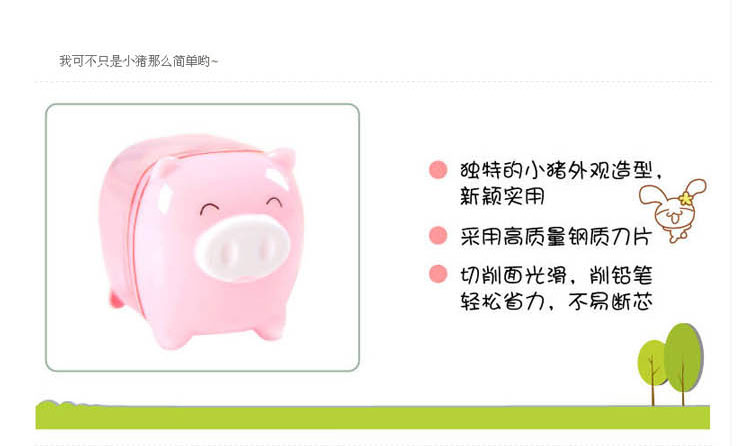 我可不只是小猪那么简单哟~
独特的小猪外观造型，
新颖实用
采用高质量钢质刀片
切削面光滑，削铅笔
轻松省力，不易断芯